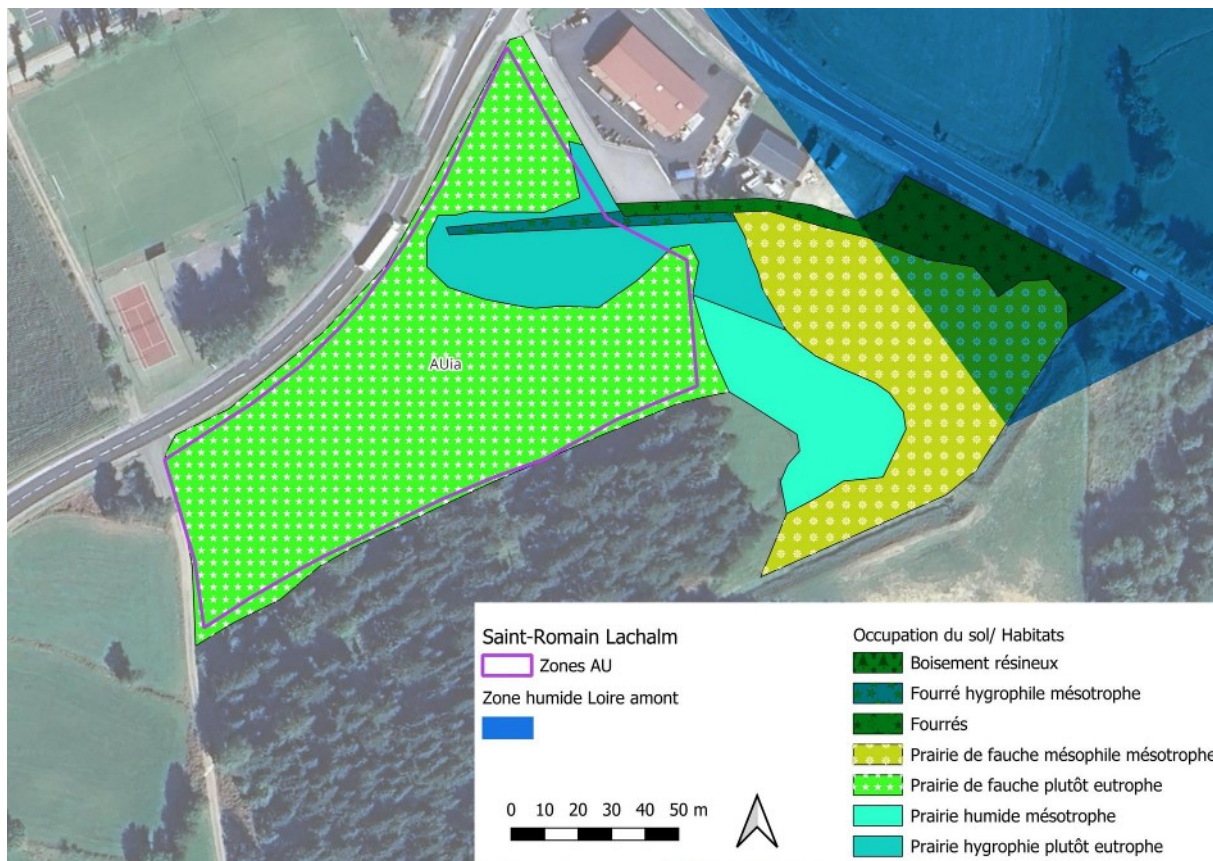 AUia
Saint-Romain Lachalm
Zones AU
Zone humide Loire amont
0 10 20 30 40 50 m
Occupation du sol/ Habitats
Boisement résineux
Fourré hygrophile mésotrophe
Fourrés
Prairie de fauche mésophile mésotrophe
Prairie de fauche plutôt eutrophe
Prairie humide mésotrophe
Prairie hygrophie plutôt eutrophe